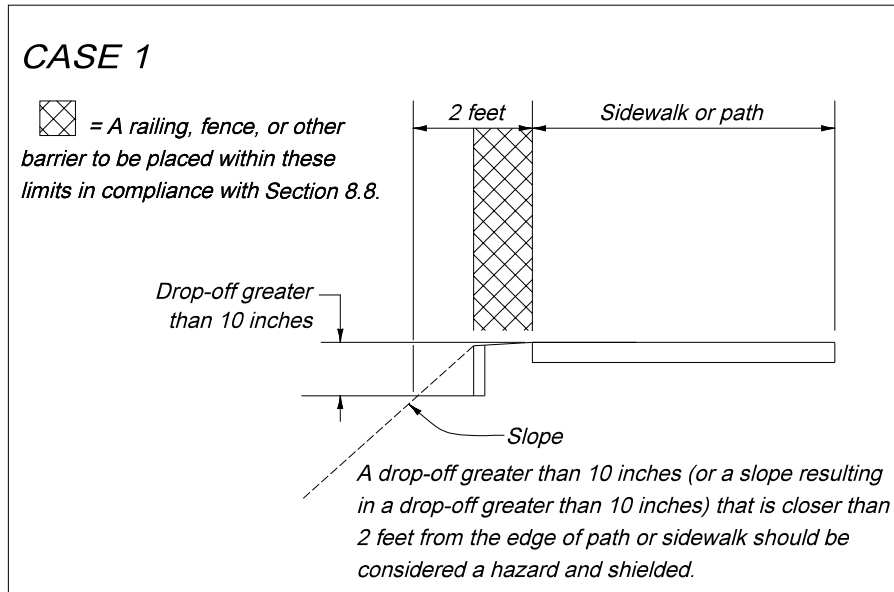 CASE 1
= A railing, fence, or other
barrier to be placed within these
limits in compliance with Section 8.8.
2 feet
Sidewalk or path
Drop-off greater
than 10 inches
Slope
A drop-off greater than 10 inches (or a slope resulting
in a drop-off greater than 10 inches) that is closer than
2 feet from the edge of path or sidewalk should be
considered a hazard and shielded.